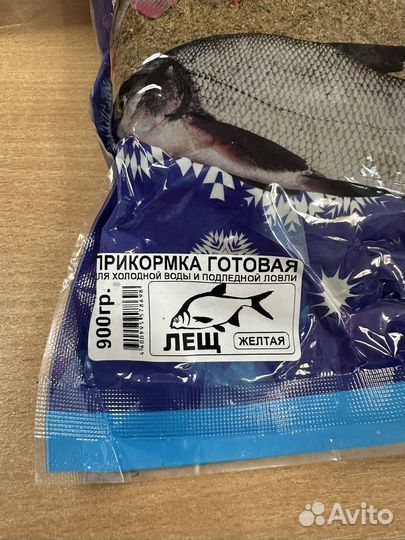 ПРИКОРМКА ГОТОВАЯ
ДЛЯ ХОЛОДНОЙ ВОДЫ И ПОДЛЕДНОЙ ЛОВЛИ
900гр.
ЛЕЩ
ЖЕЛТАЯ
Avito